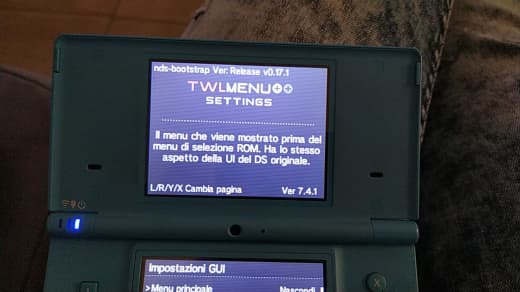 nds-bootstrap Ver: Release v0.17.1
TWLMENU++
SETTINGS
Il menu che viene mostrato prima del
menu di selezione ROM. Ha lo stesso
aspetto della UI del DS originale.
L/R/Y/X Cambia pagina Ver 7.4.1
Impostazioni GUI
X
>Menu principale Nascondi